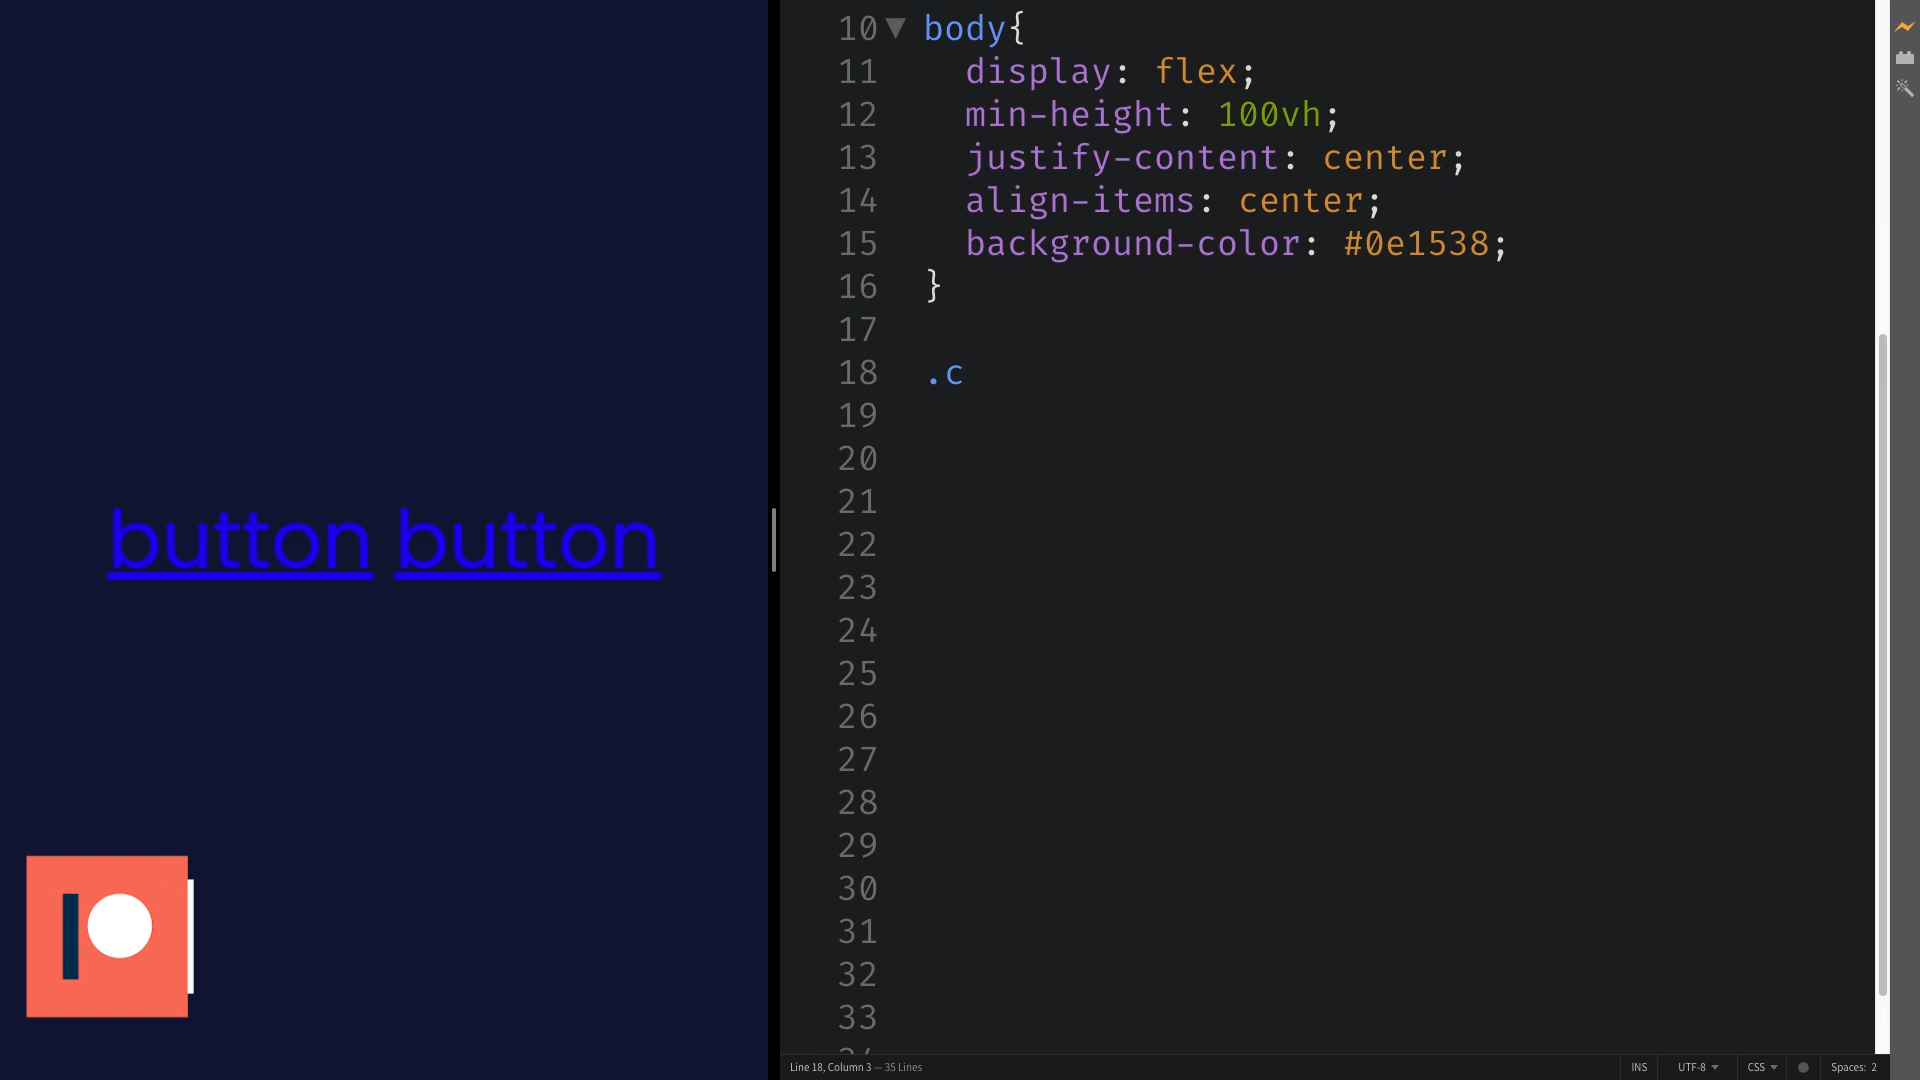 button button
10 body{
11 display: flex;
12 min-height: 100vh;
13 justify-content: center;
14 align-items: center;
15 background-color: #0e1538;
16 }
17
18 .c
19
20
21
22
23
24
25
26
27
28
29
30
31
32
33
Line 18, Column 3 — 35 Lines
INS
UTF-8
CSS
Spaces: 2